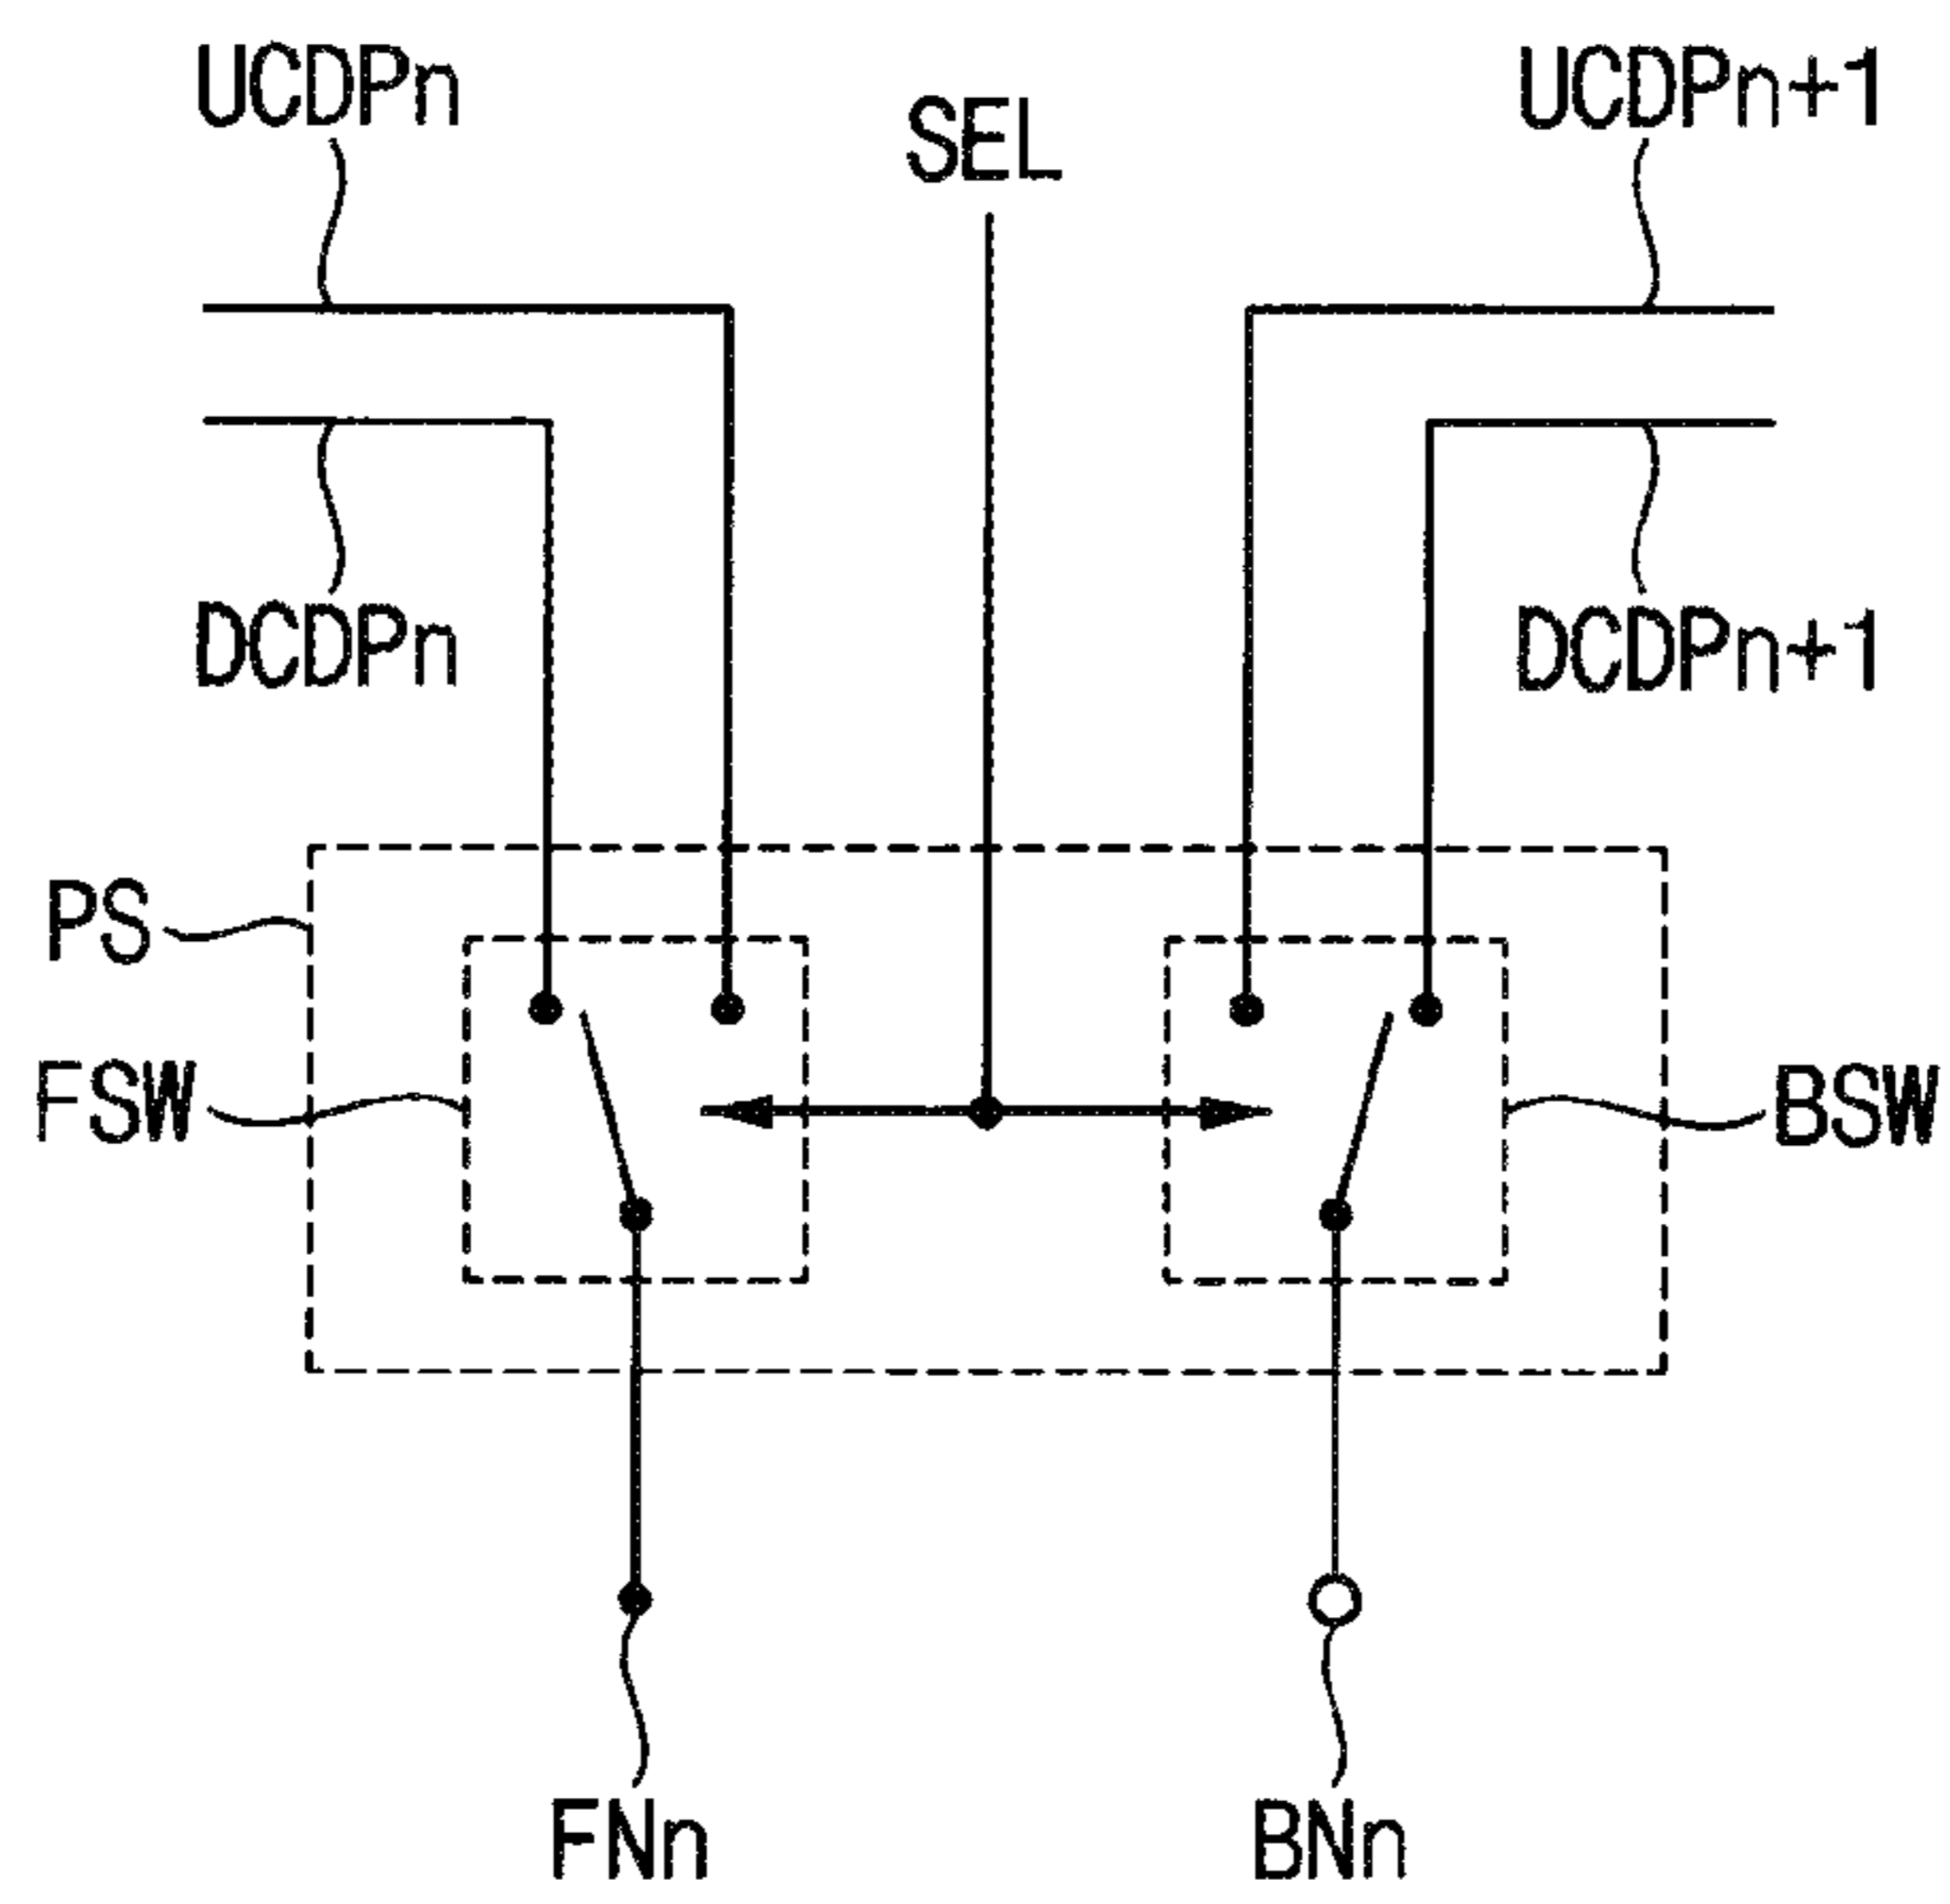 UCDPn
SEL
UCDPn+1
DCDPn
DCDPn+1
PS
FSW
BSW
FNn
BNn